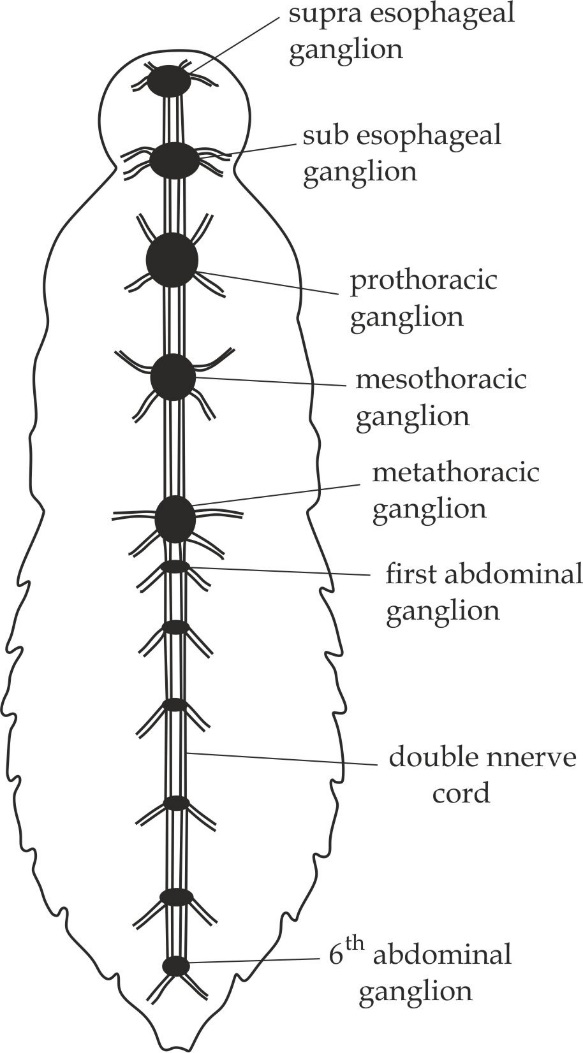 supra esophageal
ganglion
sub esophageal
ganglion
prothoracic
ganglion
mesothoracic
ganglion
metathoracic
ganglion
first abdominal
ganglion
double nnerve
cord
6th abdominal
ganglion